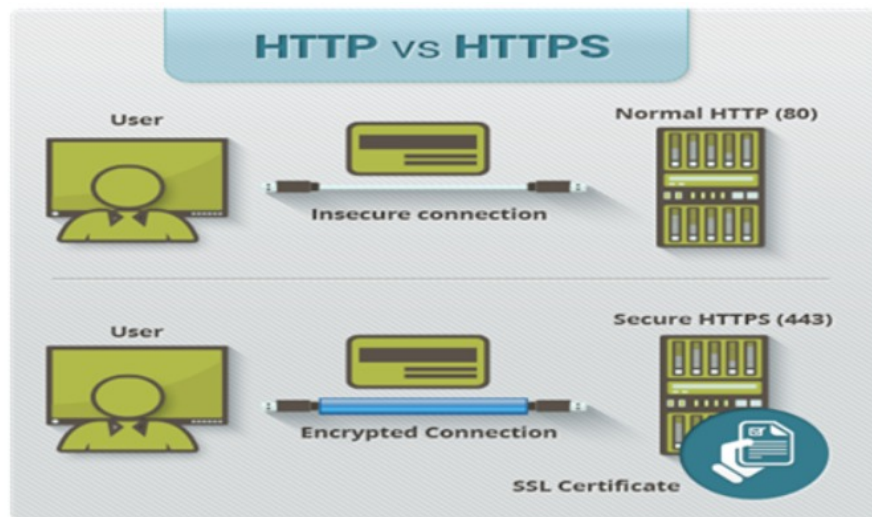 HTTP vs HTTPS
User
Normal HTTP (80)
Insecure connection
User
Secure HTTPS (443)
Encrypted Connection
SSL Certificate